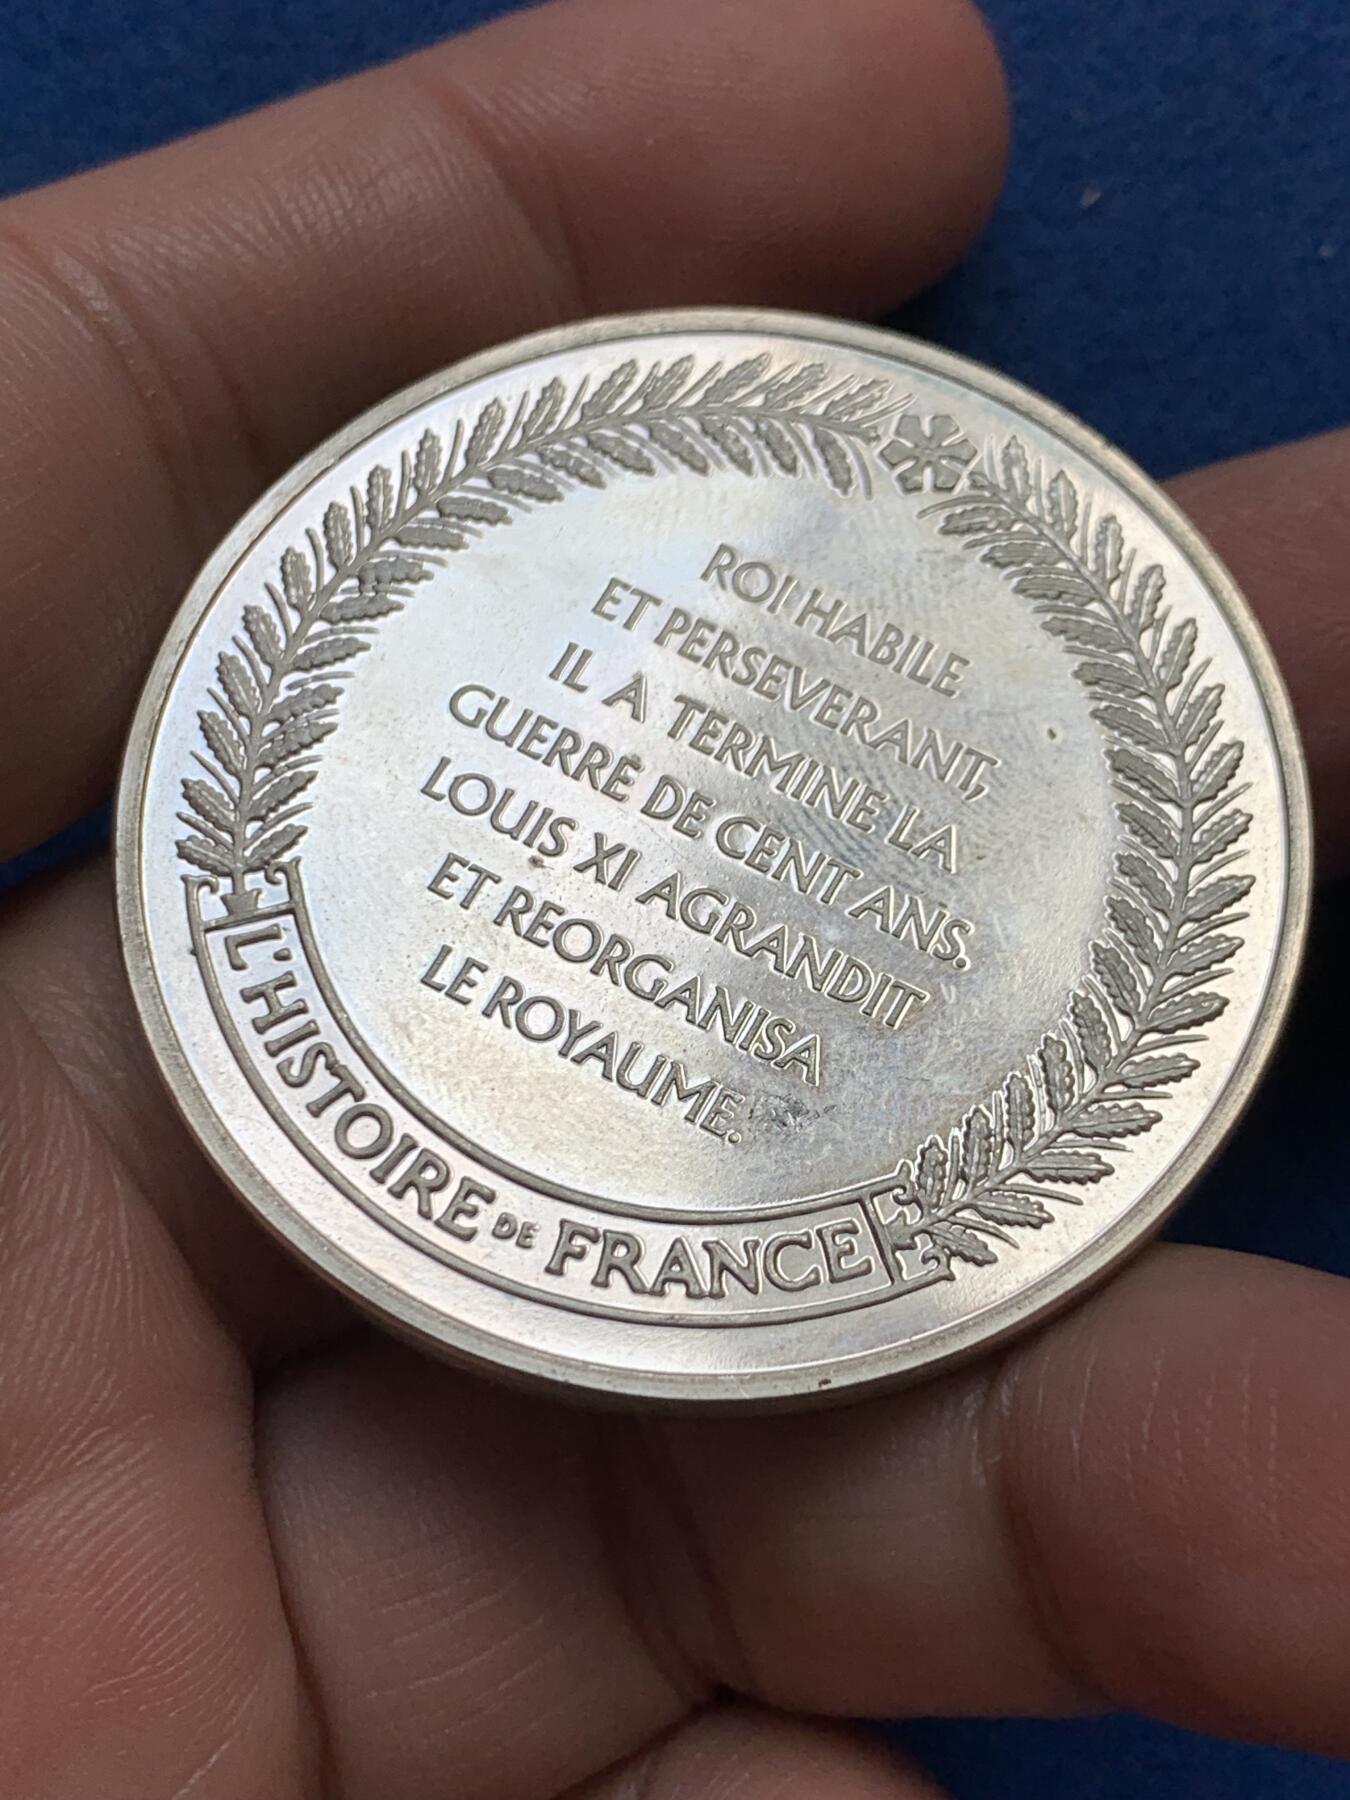 ROI HABILE
ET PERSEVERANT,
IL A TERMINE LA
GUERRE DE CENT ANS.
LOUIS XI AGRANDIT
ET REORGANISA
LE ROYAUME.
L'HISTOIRE DE FRANCE